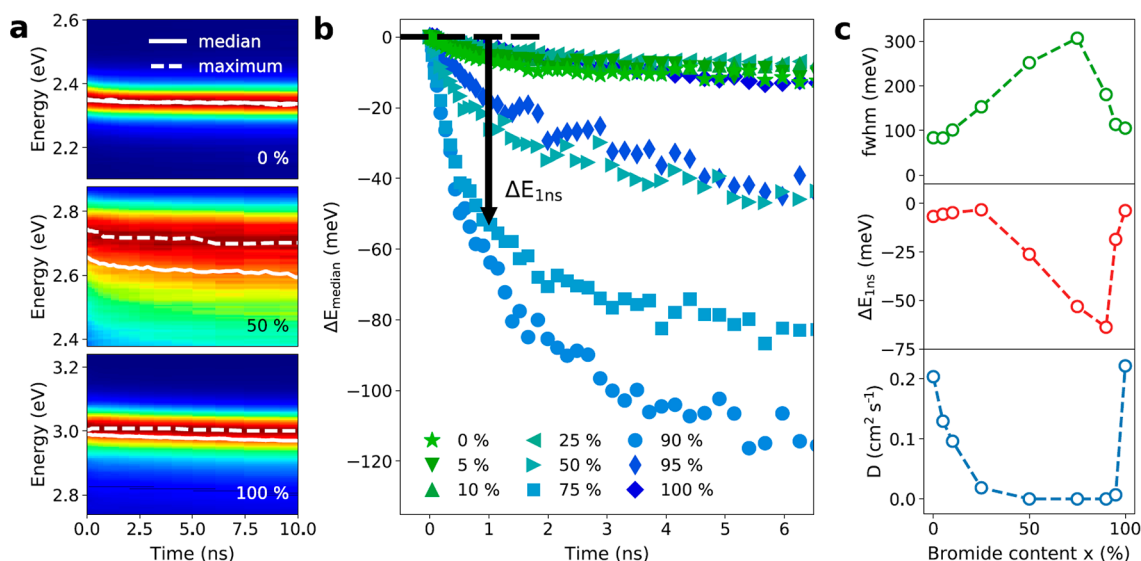 a
2.6
2.4
2.2
Energy (eV)
median
maximum
0 %
2.8
2.6
2.4
Energy (eV)
50 %
3.2
3.0
2.8
Energy (eV)
100 %
0.0 2.5 5.0 7.5 10.0
Time (ns)
b
0
−20
−40
−60
−80
−100
−120
ΔEmedian (meV)
ΔE1ns
0 % 25 % 90 %
5 % 50 % 95 %
10 % 75 % 100 %
0 1 2 3 4 5 6
Time (ns)
c
300
200
100
0
fwhm (meV)
0
−25
−50
−75
ΔE1ns (meV)
0.2
0.1
0.0
D (cm² s⁻¹)
0 50 100
Bromide content x (%)